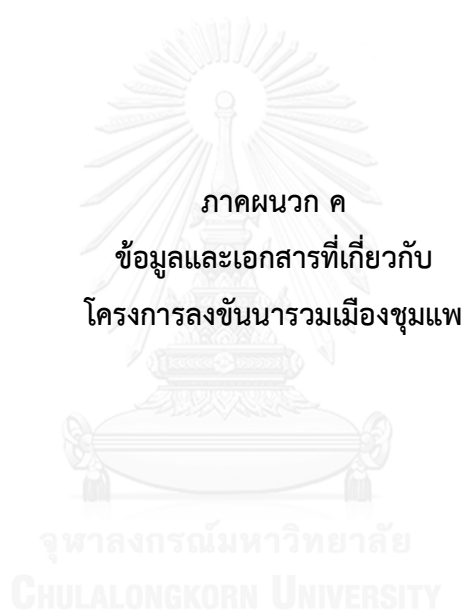 ภาคผนวก ค
ข้อมูลและเอกสารที่เกี่ยวกับ
โครงการลงขันนารวมเมืองชุมแพ
จุฬาลงกรณ์มหาวิทยาลัย
CHULALONGKORN UNIVERSITY